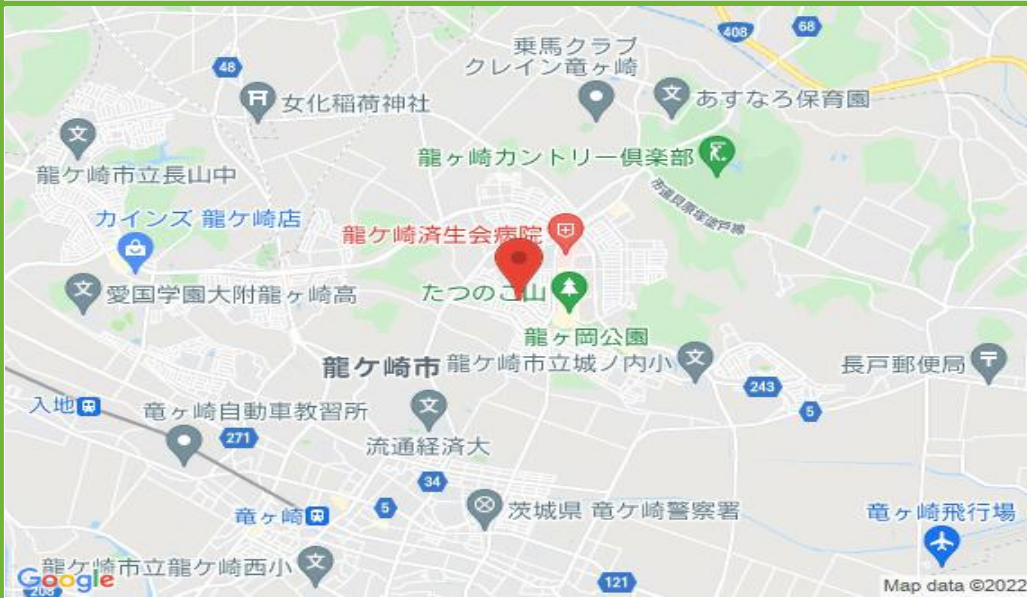 408
68
乗馬クラブ
クレイン竜ヶ崎
48
女化稲荷神社
あすなろ保育園
龍ケ崎市立長山中
龍ヶ崎カントリー倶楽部
市道貝原塚塗戸線
カインズ 龍ケ崎店
龍ケ崎済生会病院
愛国学園大附龍ヶ崎高
たつのこ山
龍ヶ岡公園
龍ケ崎市
龍ケ崎市立城ノ内小
長戸郵便局
243
入地
竜ヶ崎自動車教習所
5
271
流通経済大
34
5
竜ヶ崎
茨城県 竜ケ崎警察署
竜ヶ崎飛行場
龍ケ崎市立龍ケ崎西小
Google
208
121
Map data ©2022